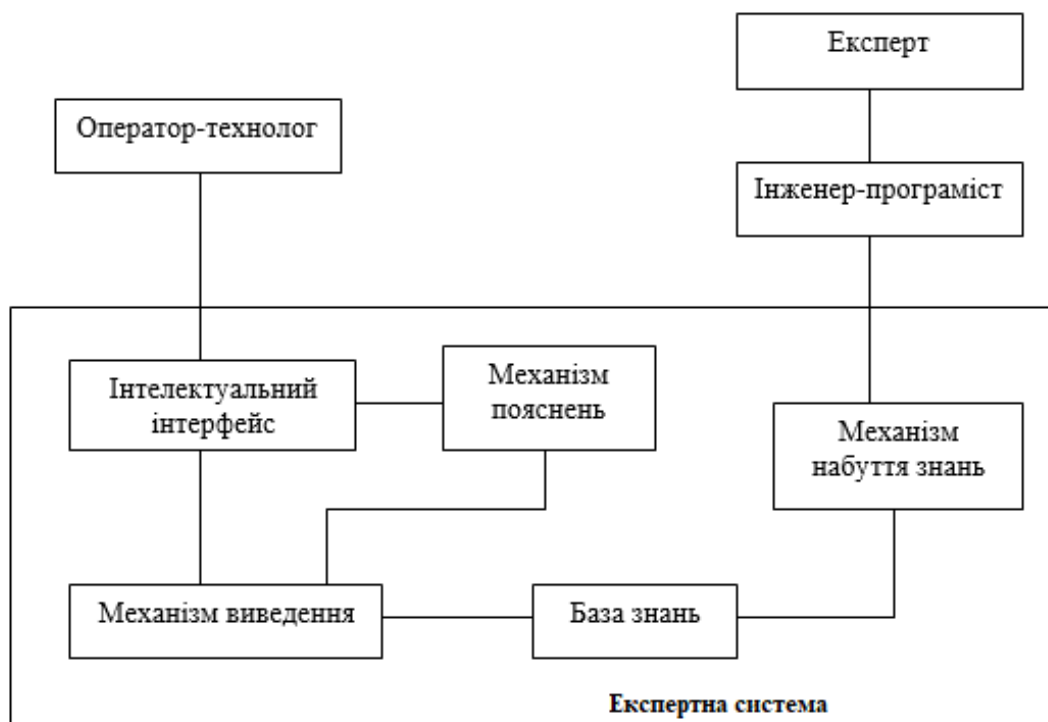 Експерт
Оператор-технолог
Інженер-програміст
Інтелектуальний
інтерфейс
Механізм
пояснень
Механізм
набуття знань
Механізм виведення
База знань
Експертна система